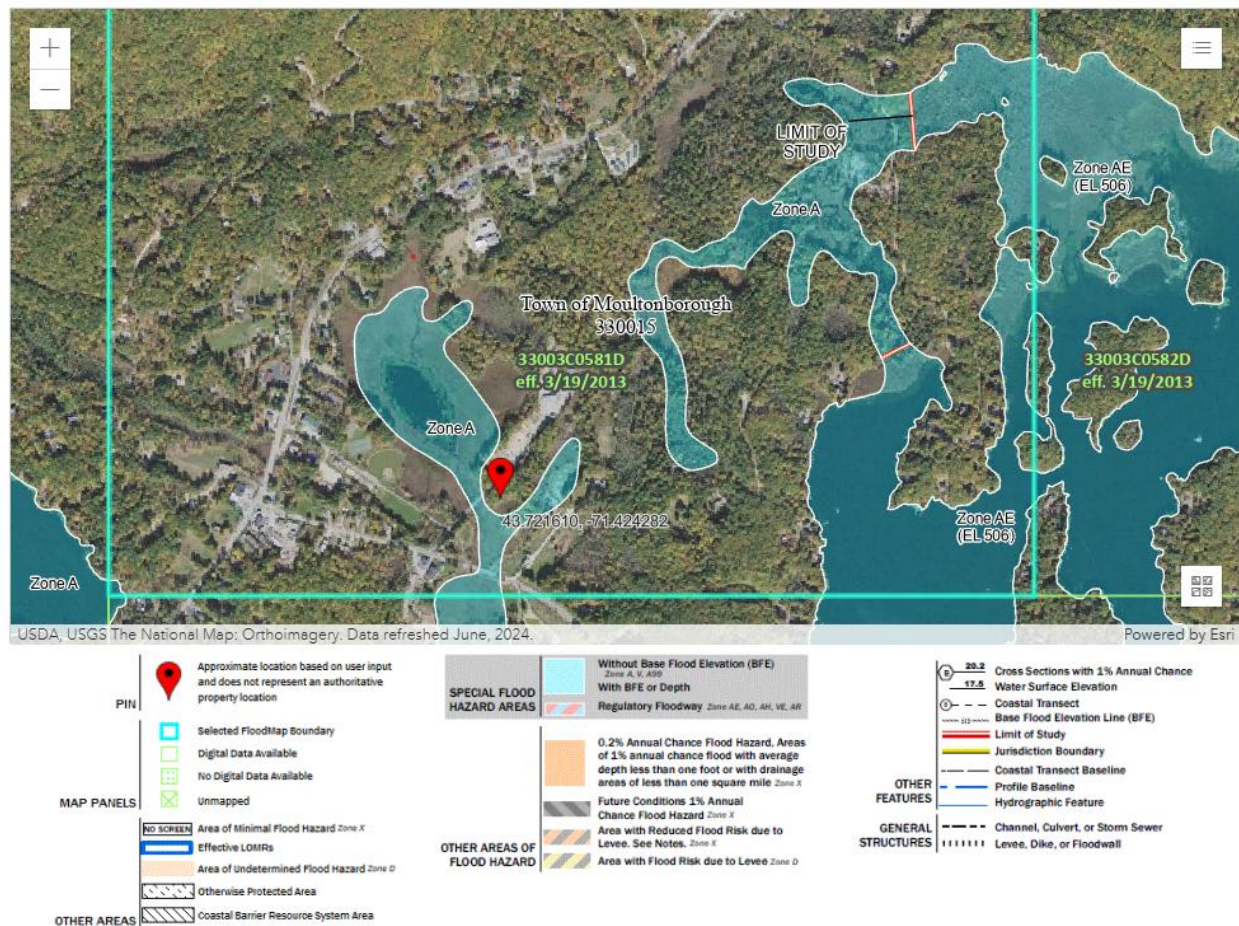 LIMIT OF
STUDY
Zone AE
(EL 506)
Zone A
Town of Moultonborough
330015
33003C0581D
eff. 3/19/2013
33003C0582D
eff. 3/19/2013
Zone A
43.721610, -71.424282
Zone AE
(EL 506)
Zone A
USDA, USGS The National Map: Orthoimagery. Data refreshed June, 2024.
Powered by Esri
PIN
Approximate location based on user input
and does not represent an authoritative
property location
MAP PANELS
Selected FloodMap Boundary
Digital Data Available
No Digital Data Available
Unmapped
OTHER AREAS
NO SCREEN Area of Minimal Flood Hazard Zone X
Effective LOMRs
Area of Undetermined Flood Hazard Zone D
Otherwise Protected Area
Coastal Barrier Resource System Area
SPECIAL FLOOD
HAZARD AREAS
Without Base Flood Elevation (BFE)
Zone A, V, A99
With BFE or Depth
Regulatory Floodway Zone AE, AO, AH, VE, AR
OTHER AREAS OF
FLOOD HAZARD
0.2% Annual Chance Flood Hazard, Areas
of 1% annual chance flood with average
depth less than one foot or with drainage
areas of less than one square mile Zone X
Future Conditions 1% Annual
Chance Flood Hazard Zone X
Area with Reduced Flood Risk due to
Levee. See Notes. Zone X
Area with Flood Risk due to Levee Zone D
OTHER
FEATURES
B 20.2 Cross Sections with 1% Annual Chance
17.5 Water Surface Elevation
8 Coastal Transect
513 Base Flood Elevation Line (BFE)
Limit of Study
Jurisdiction Boundary
Coastal Transect Baseline
Profile Baseline
Hydrographic Feature
GENERAL
STRUCTURES
Channel, Culvert, or Storm Sewer
Levee, Dike, or Floodwall